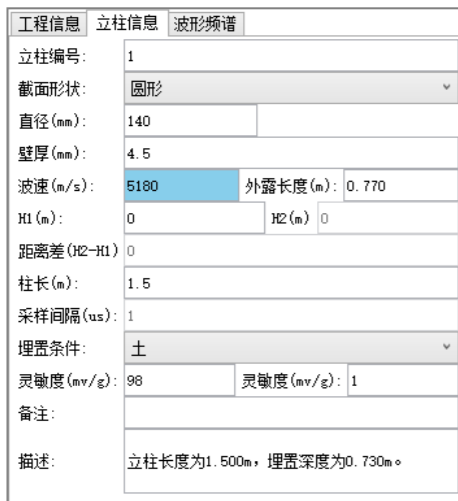 工程信息 立柱信息 波形频谱
立柱编号: 1
截面形状: 圆形
直径(mm): 140
壁厚(mm): 4.5
波速(m/s): 5180 外露长度(m): 0.770
H1(m): 0 H2(m) 0
距离差(H2-H1) 0
柱长(m): 1.5
采样间隔(us): 1
埋置条件: 土
灵敏度(mv/g): 98 灵敏度(mv/g): 1
备注:
描述: 立柱长度为1.500m，埋置深度为0.730m。